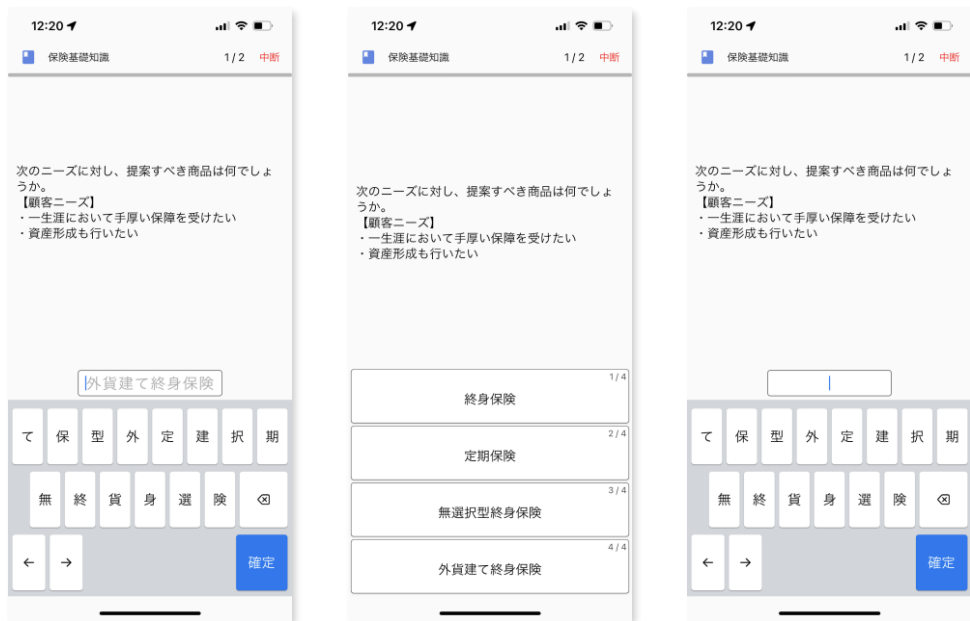 12:20
保険基礎知識 1/2 中断
次のニーズに対し、提案すべき商品は何でしょ
うか。
【顧客ニーズ】
・一生涯において手厚い保障を受けたい
・資産形成も行いたい
外貨建て終身保険
て 保 型 外 定 建 択 期
無 終 貨 身 選 険
← →
確定
12:20
保険基礎知識 1/2 中断
次のニーズに対し、提案すべき商品は何でしょ
うか。
【顧客ニーズ】
・一生涯において手厚い保障を受けたい
・資産形成も行いたい
1/4
終身保険
2/4
定期保険
3/4
無選択型終身保険
4/4
外貨建て終身保険
12:20
保険基礎知識 1/2 中断
次のニーズに対し、提案すべき商品は何でしょ
うか。
【顧客ニーズ】
・一生涯において手厚い保障を受けたい
・資産形成も行いたい
て 保 型 外 定 建 択 期
無 終 貨 身 選 険
← →
確定